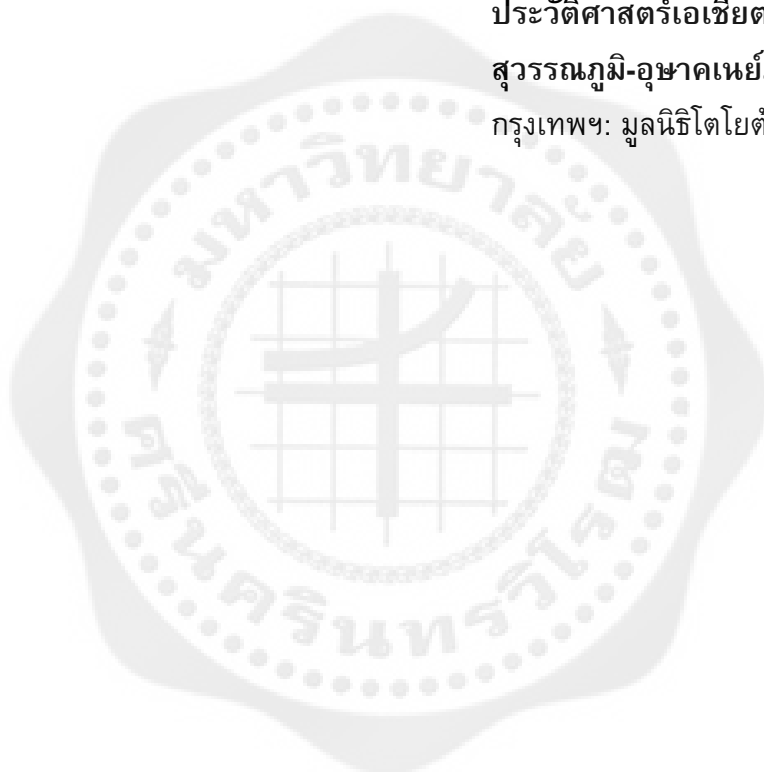 ประวัติศาสตร์เอเชียต
สุวรรณภูมิ-อุษาคเนย์
กรุงเทพฯ: มูลนิธิโตโยต้
มหาวิทยาลัย
ศรีนครินทรวิโรฒ